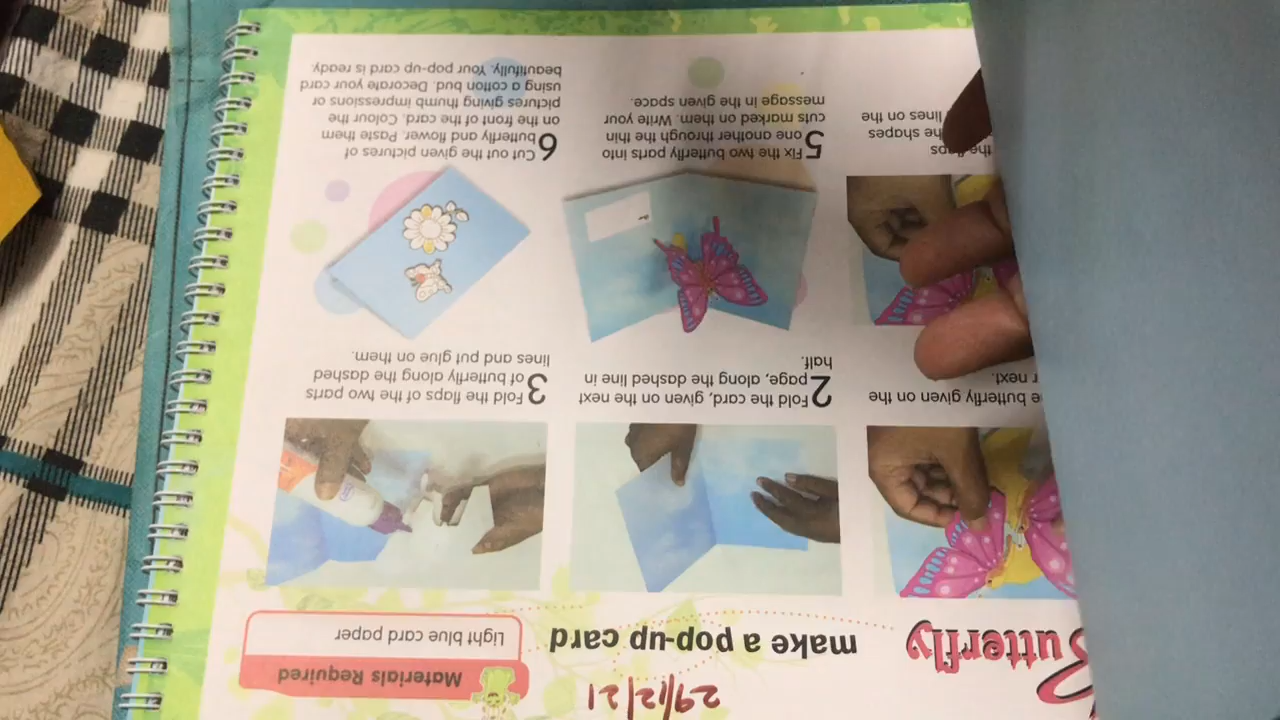 29/12/21
Butterfly
make a pop-up card
Materials Required
Light blue card paper
butterfly given on the
next.
2 Fold the card, given on the next
page, along the dashed line in
half.
3 Fold the flaps of the two parts
of butterfly along the dashed
lines and put glue on them.
the flaps
the shapes
lines on the
5 Fix the two butterfly parts into
one another through the thin
cuts marked on them. Write your
message in the given space.
6 Cut out the given pictures of
butterfly and flower. Paste them
on the front of the card. Colour the
pictures giving thumb impressions or
using a cotton bud. Decorate your card
beautifully. Your pop-up card is ready.